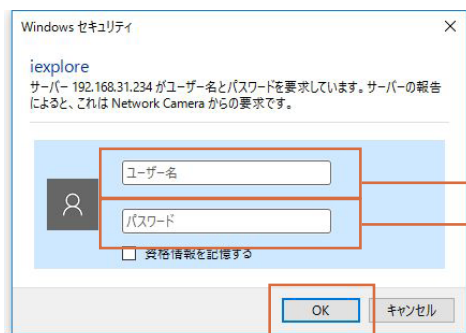 Windows セキュリティ
iexplore
サーバー 192.168.31.234 がユーザー名とパスワードを要求しています。サーバーの報告
によると、これは Network Camera からの要求です。
ユーザー名
パスワード
資格情報を記憶する
OK キャンセル